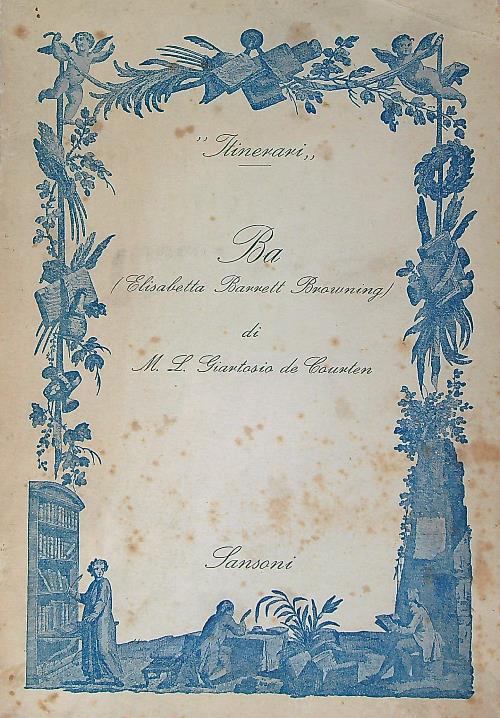 "Itinerari„
Ba
(Elisabetta Barrett Browning)
di
M. L. Giartosio de Courten
Sansoni